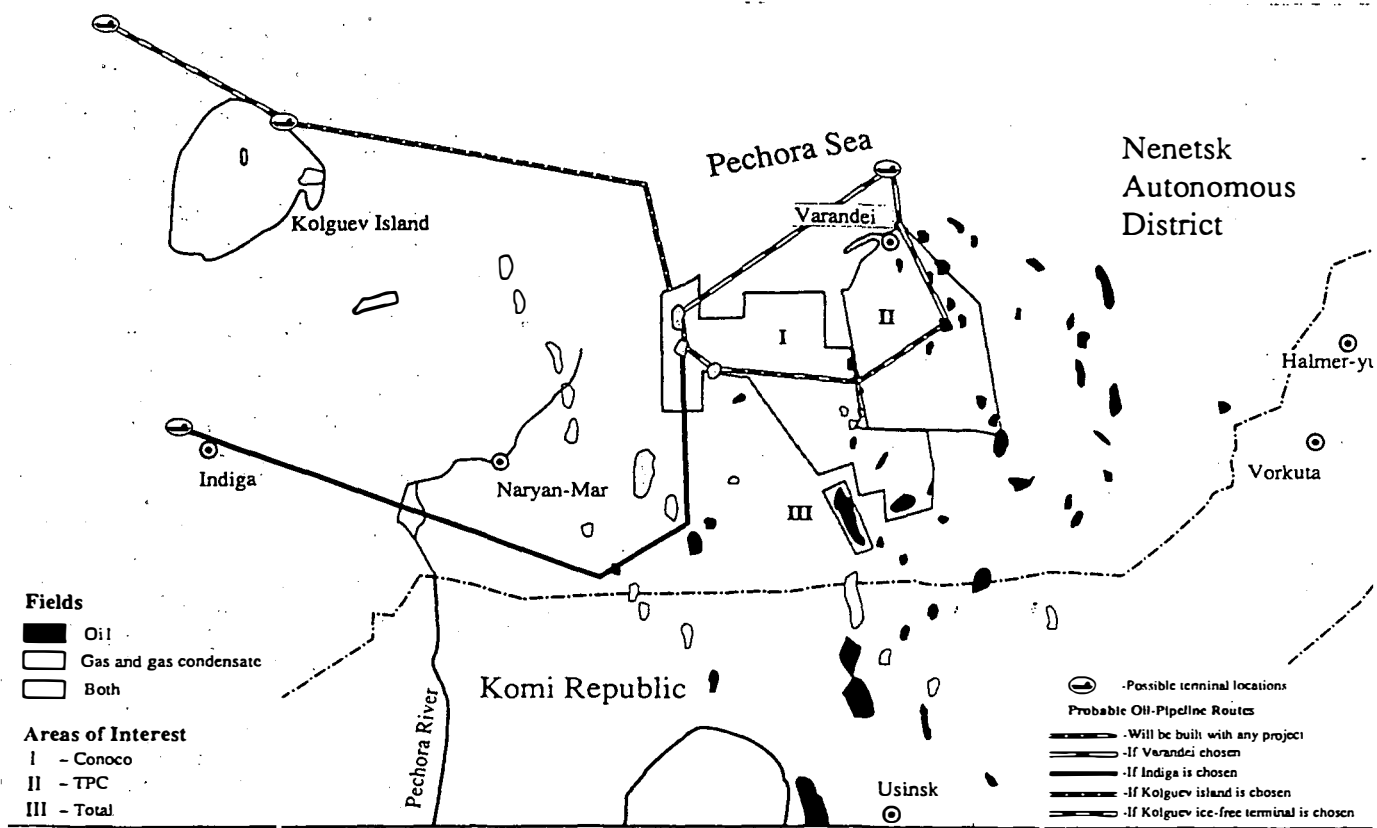 Pechora Sea
Nenetsk
Autonomous
District
Varandei
Kolguev Island
I
II
Halmer-yu
Indiga
Naryan-Mar
Vorkuta
III
Fields
Oil
Gas and gas condensate
Both
Komi Republic
Pechora River
Areas of Interest
I - Conoco
II - TPC
III - Total
Usinsk
-Possible terminal locations
Probable Oil-Pipeline Routes
-Will be built with any project
-If Varandei chosen
-If Indiga is chosen
-If Kolguev island is chosen
-If Kolguev ice-free terminal is chosen